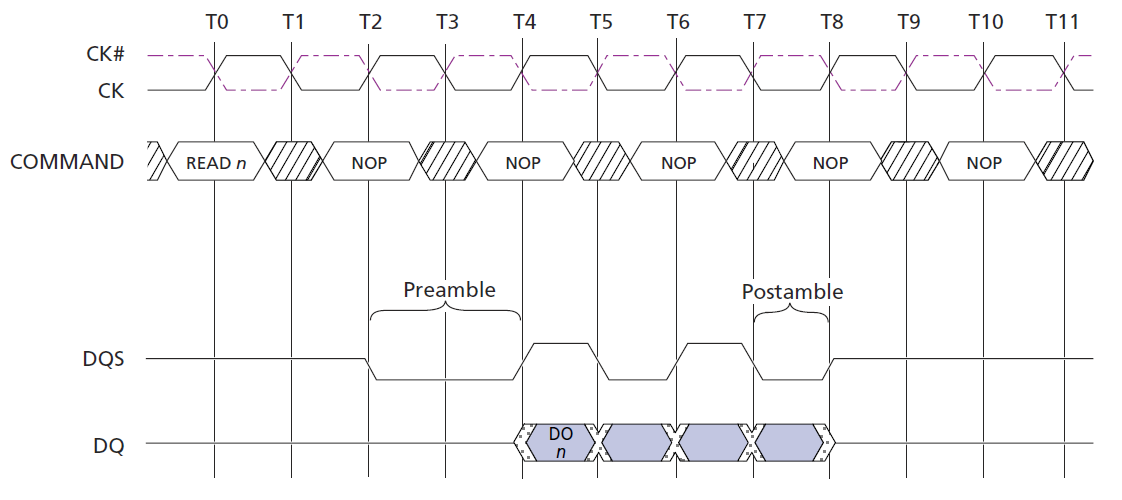 T0 T1 T2 T3 T4 T5 T6 T7 T8 T9 T10 T11
CK#
CK
COMMAND READ n NOP NOP NOP NOP NOP
Preamble Postamble
DQS
DQ DO
n